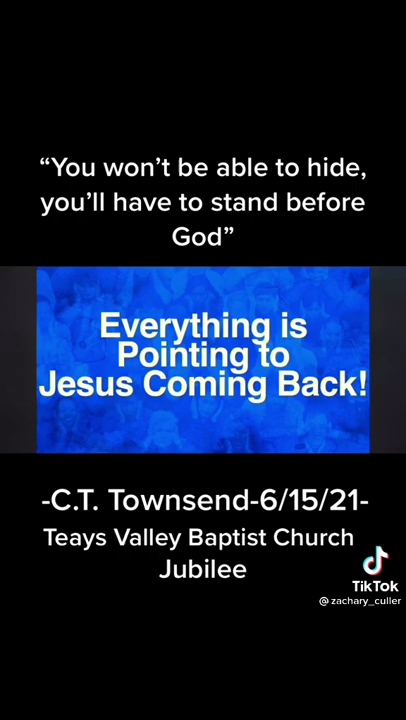 “You won’t be able to hide,
you’ll have to stand before
God”
Everything is
Pointing to
Jesus Coming Back!
-C.T. Townsend-6/15/21-
Teays Valley Baptist Church
Jubilee
TikTok
@zachary_culler